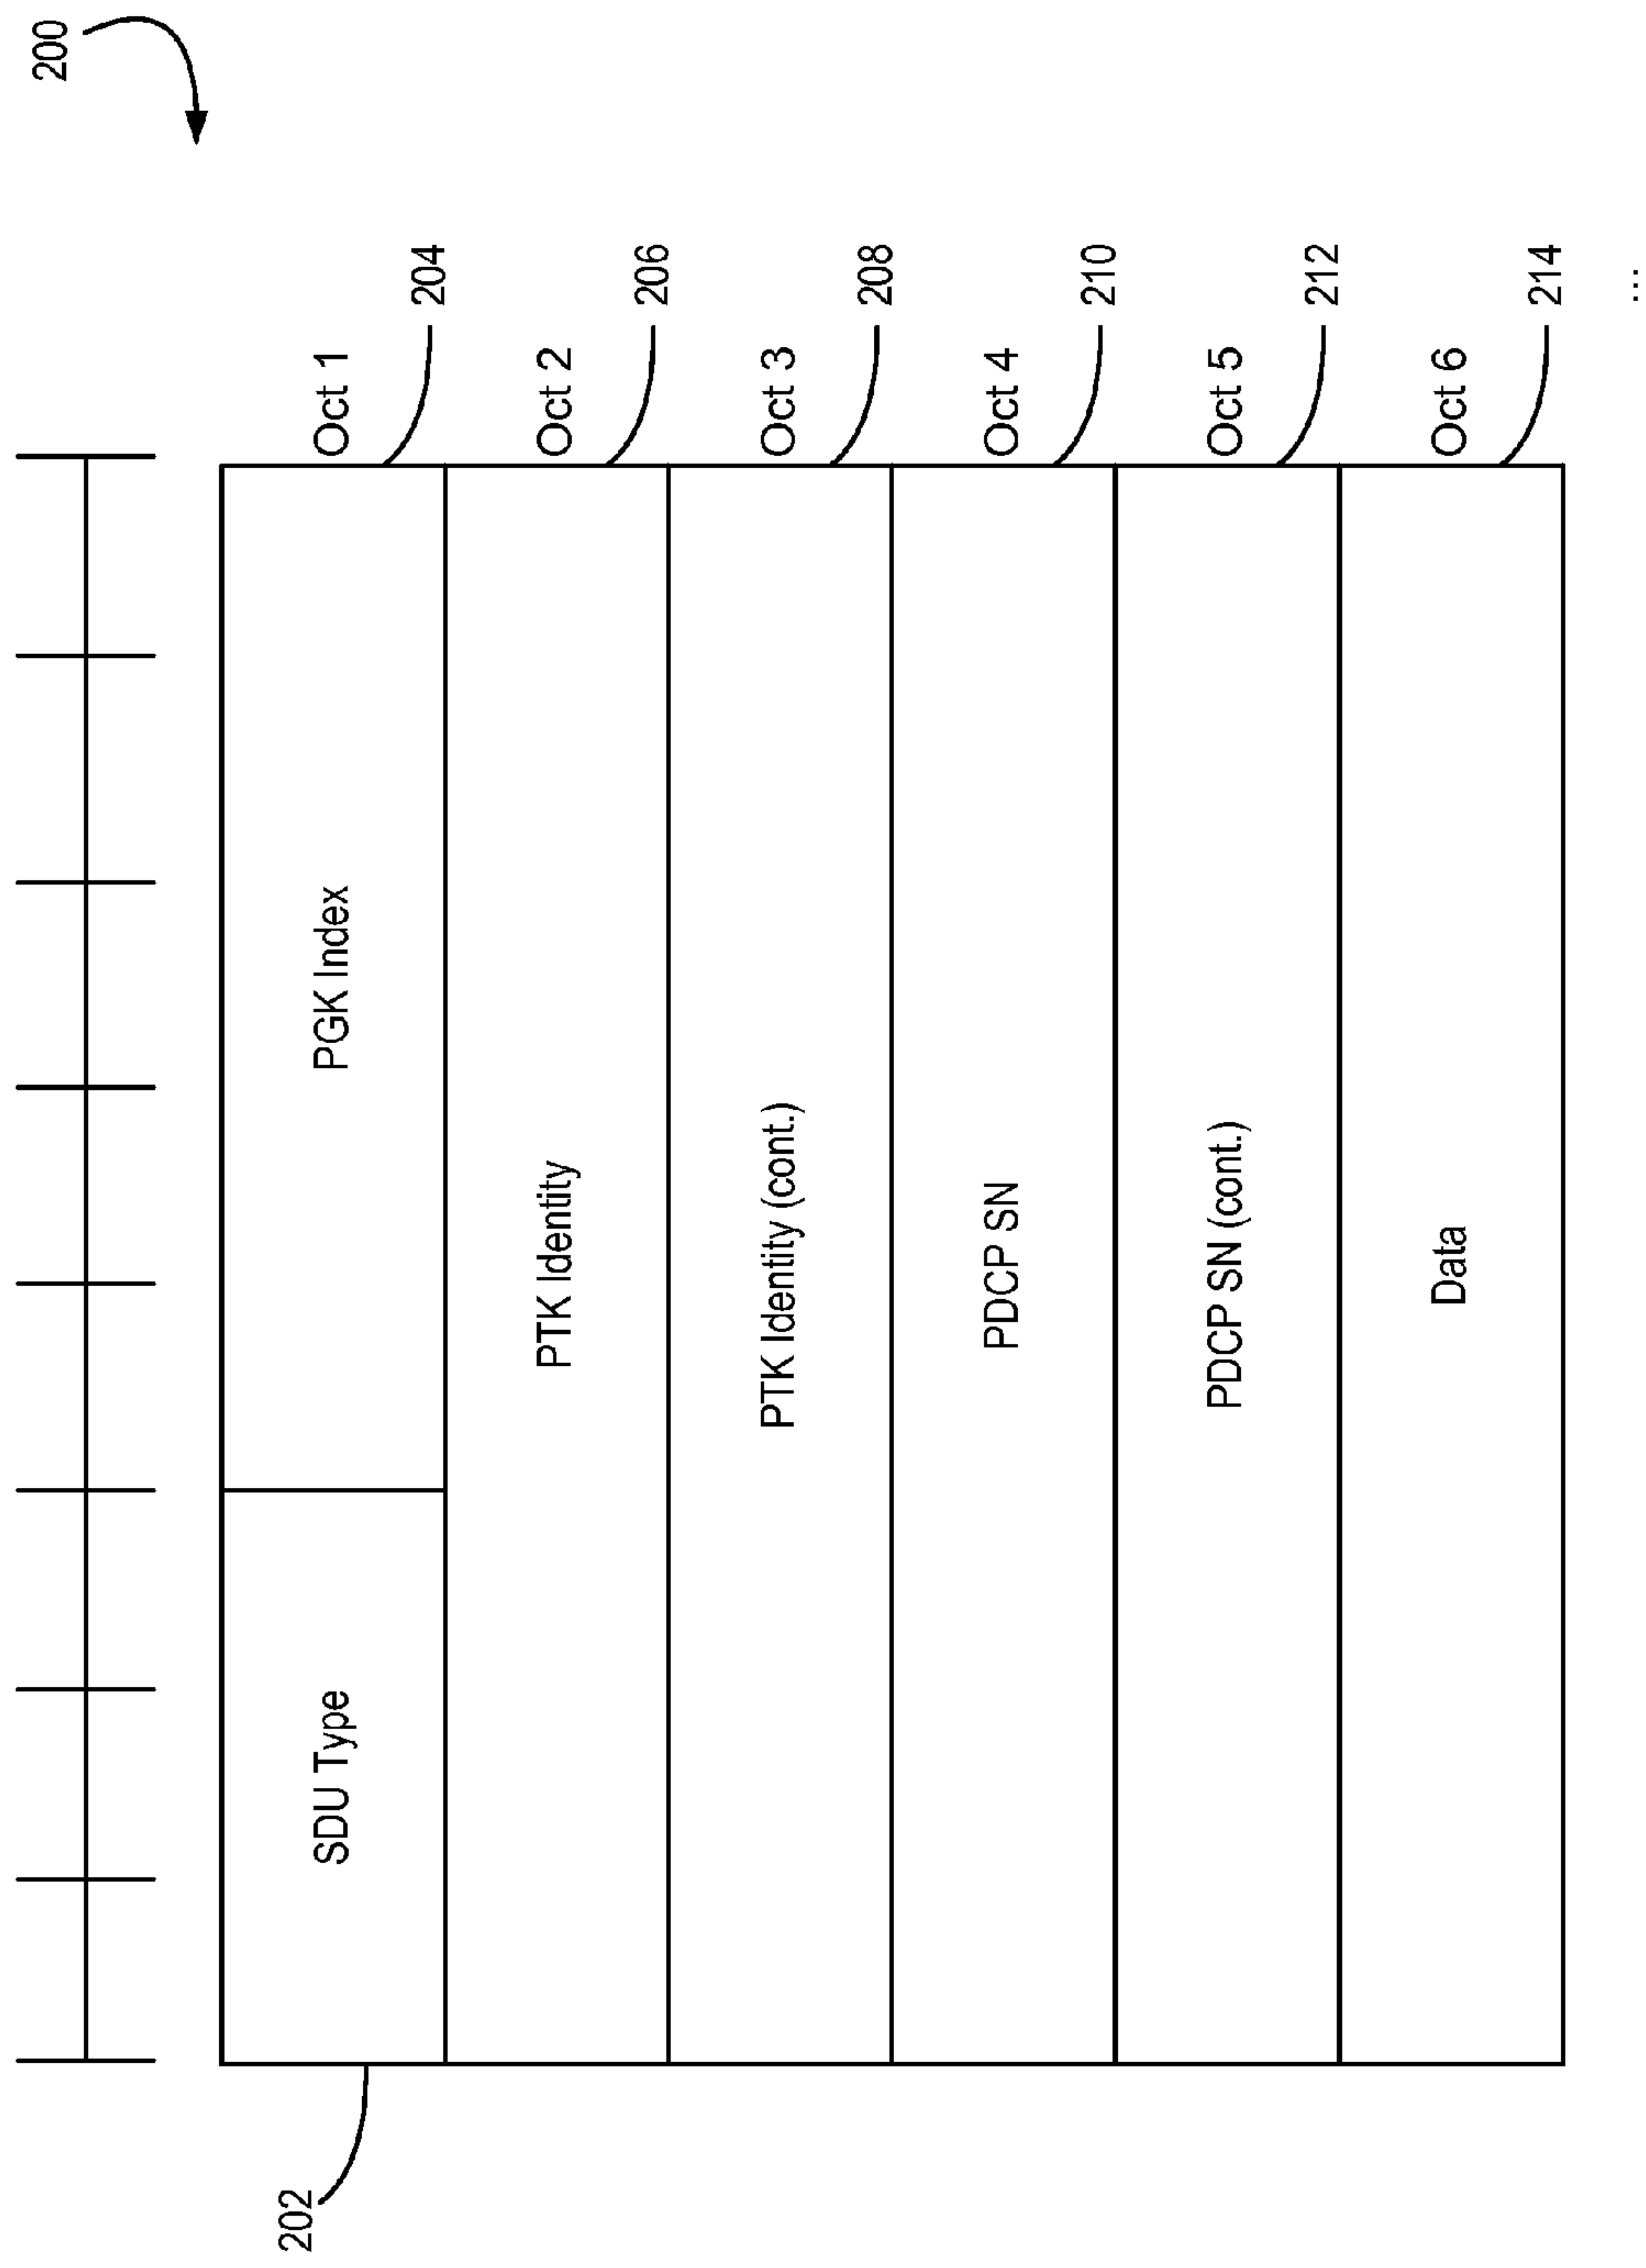 200
202
SDU Type
PGK Index
Oct 1
204
PTK Identity
Oct 2
206
PTK Identity (cont.)
Oct 3
208
PDCP SN
Oct 4
210
PDCP SN (cont.)
Oct 5
212
Data
Oct 6
214
...